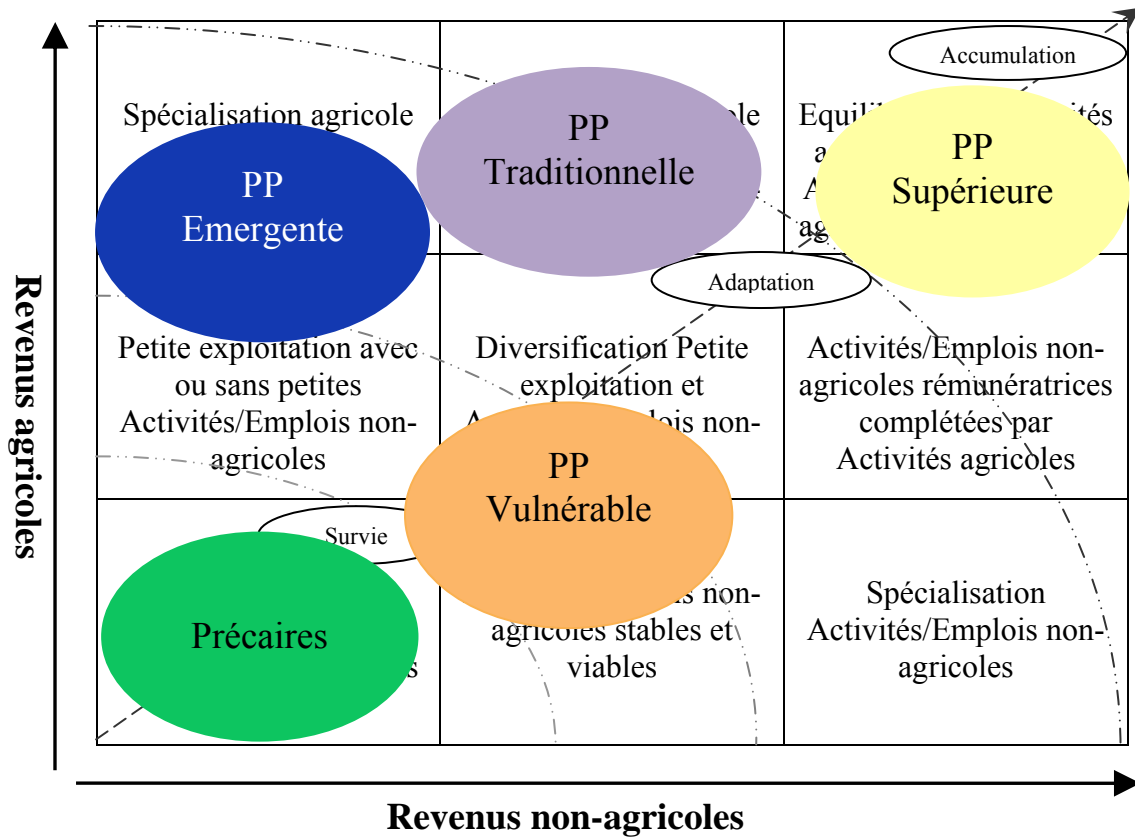 Accumulation
Spécialisation agricole
PP
Traditionnelle
PP
Supérieure
PP
Emergente
Adaptation
Petite exploitation avec
ou sans petites
Activités/Emplois non-
agricoles
Diversification Petite
exploitation et
non-
Activités/Emplois non-
agricoles rémunératrices
complétées par
Activités agricoles
PP
Vulnérable
Survie
Précaires
non-
agricoles stables et
viables
Spécialisation
Activités/Emplois non-
agricoles
Revenus agricoles
Revenus non-agricoles